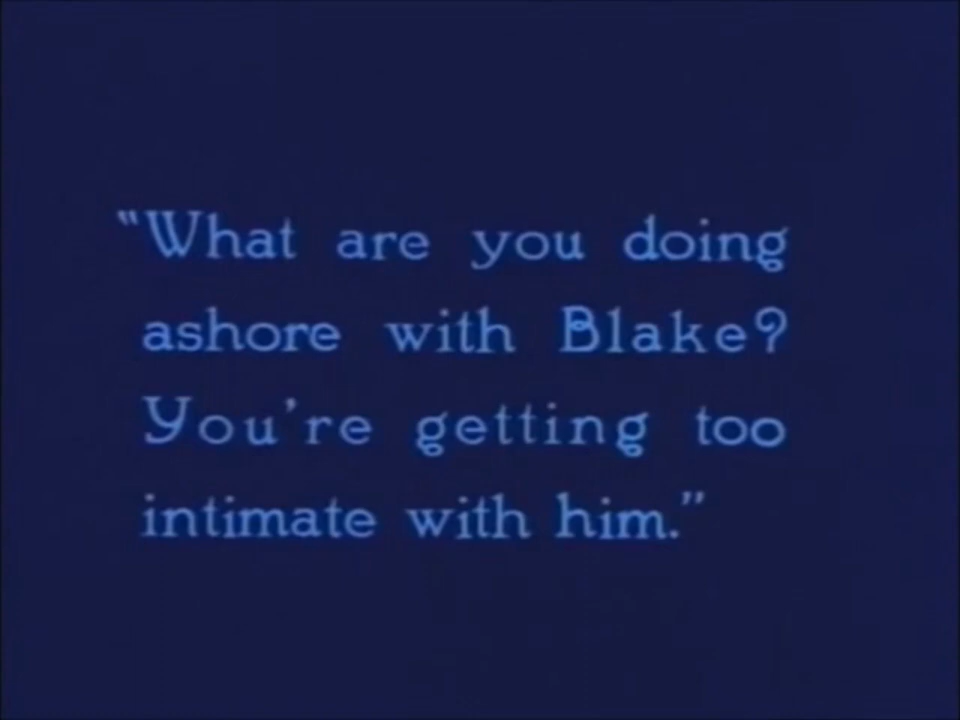 “What are you doing
ashore with Blake?
You’re getting too
intimate with him.”